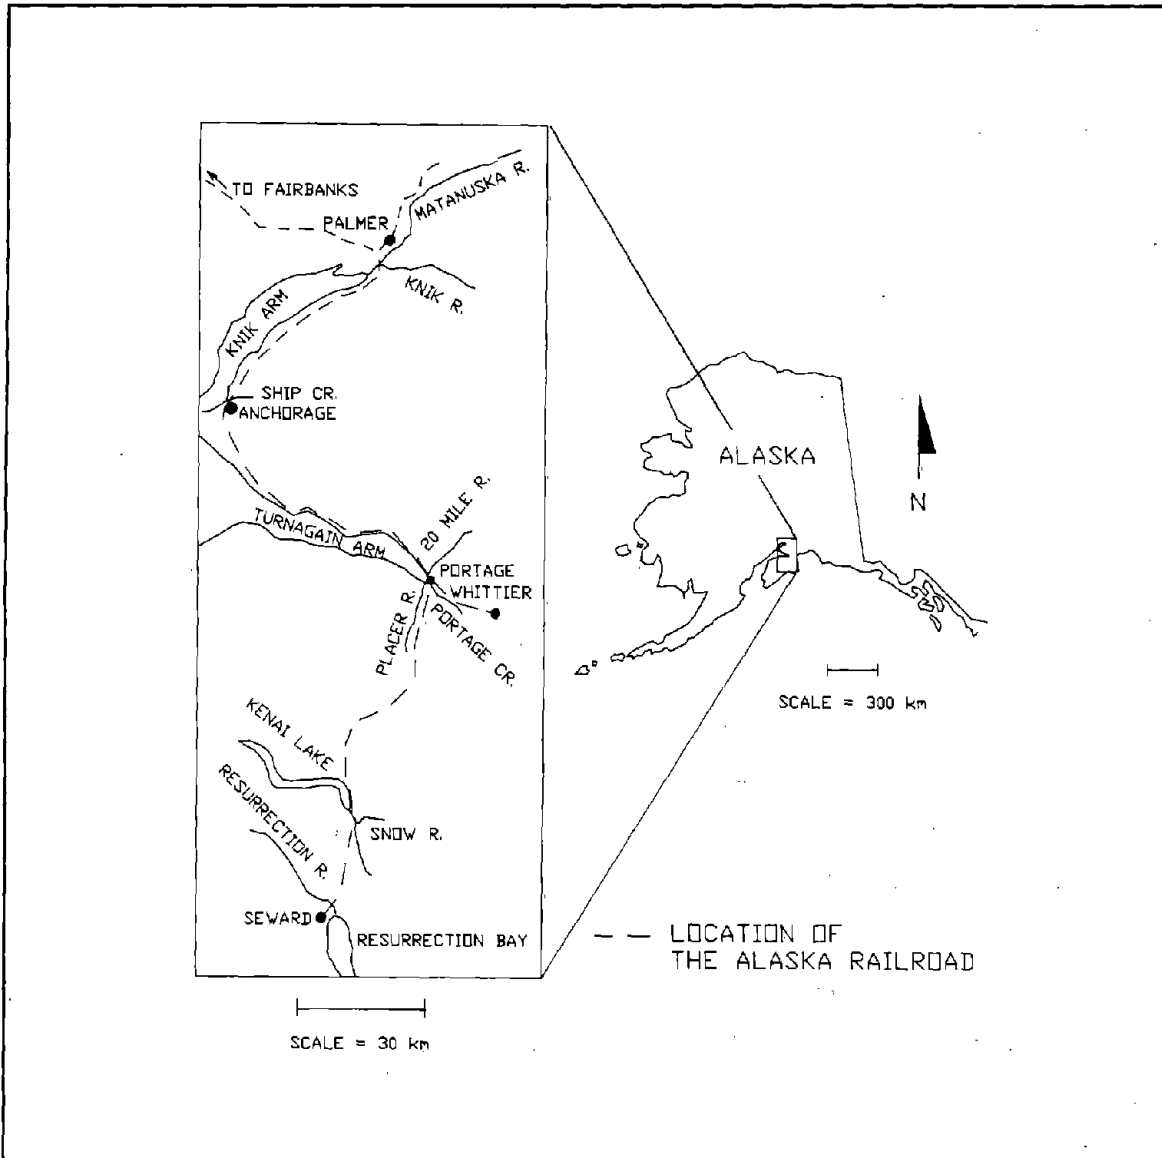 TO FAIRBANKS
PALMER
MATANUSKA R.
KNIK R.
KNIK ARM
SHIP CR.
ANCHORAGE
TURNAGAIN ARM
20 MILE R.
PORTAGE
WHITTIER
PLACER R.
PORTAGE CR.
KENAI LAKE
RESURRECTION R.
SNOW R.
SEWARD
RESURRECTION BAY
SCALE = 30 km
ALASKA
N
SCALE = 300 km
LOCATION OF
THE ALASKA RAILROAD